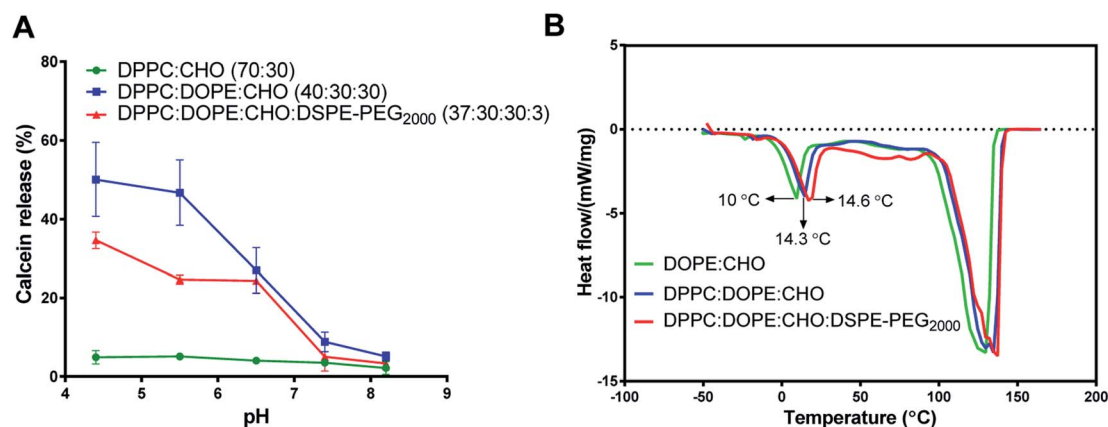 A
Calcein release (%)
80
60
40
20
0
4
5
6
7
8
9
pH
DPPC:CHO (70:30)
DPPC:DOPE:CHO (40:30:30)
DPPC:DOPE:CHO:DSPE-PEG2000 (37:30:30:3)
B
Heat flow/(mW/mg)
5
0
-5
-10
-15
-100
-50
0
50
100
150
200
Temperature (°C)
10 °C
14.6 °C
14.3 °C
DOPE:CHO
DPPC:DOPE:CHO
DPPC:DOPE:CHO:DSPE-PEG2000